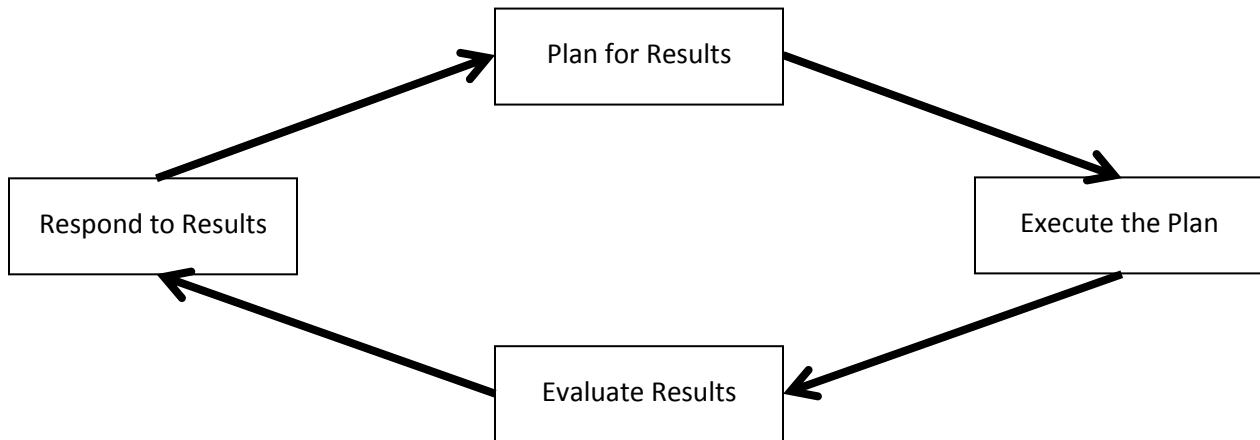 Plan for Results
Respond to Results
Execute the Plan
Evaluate Results